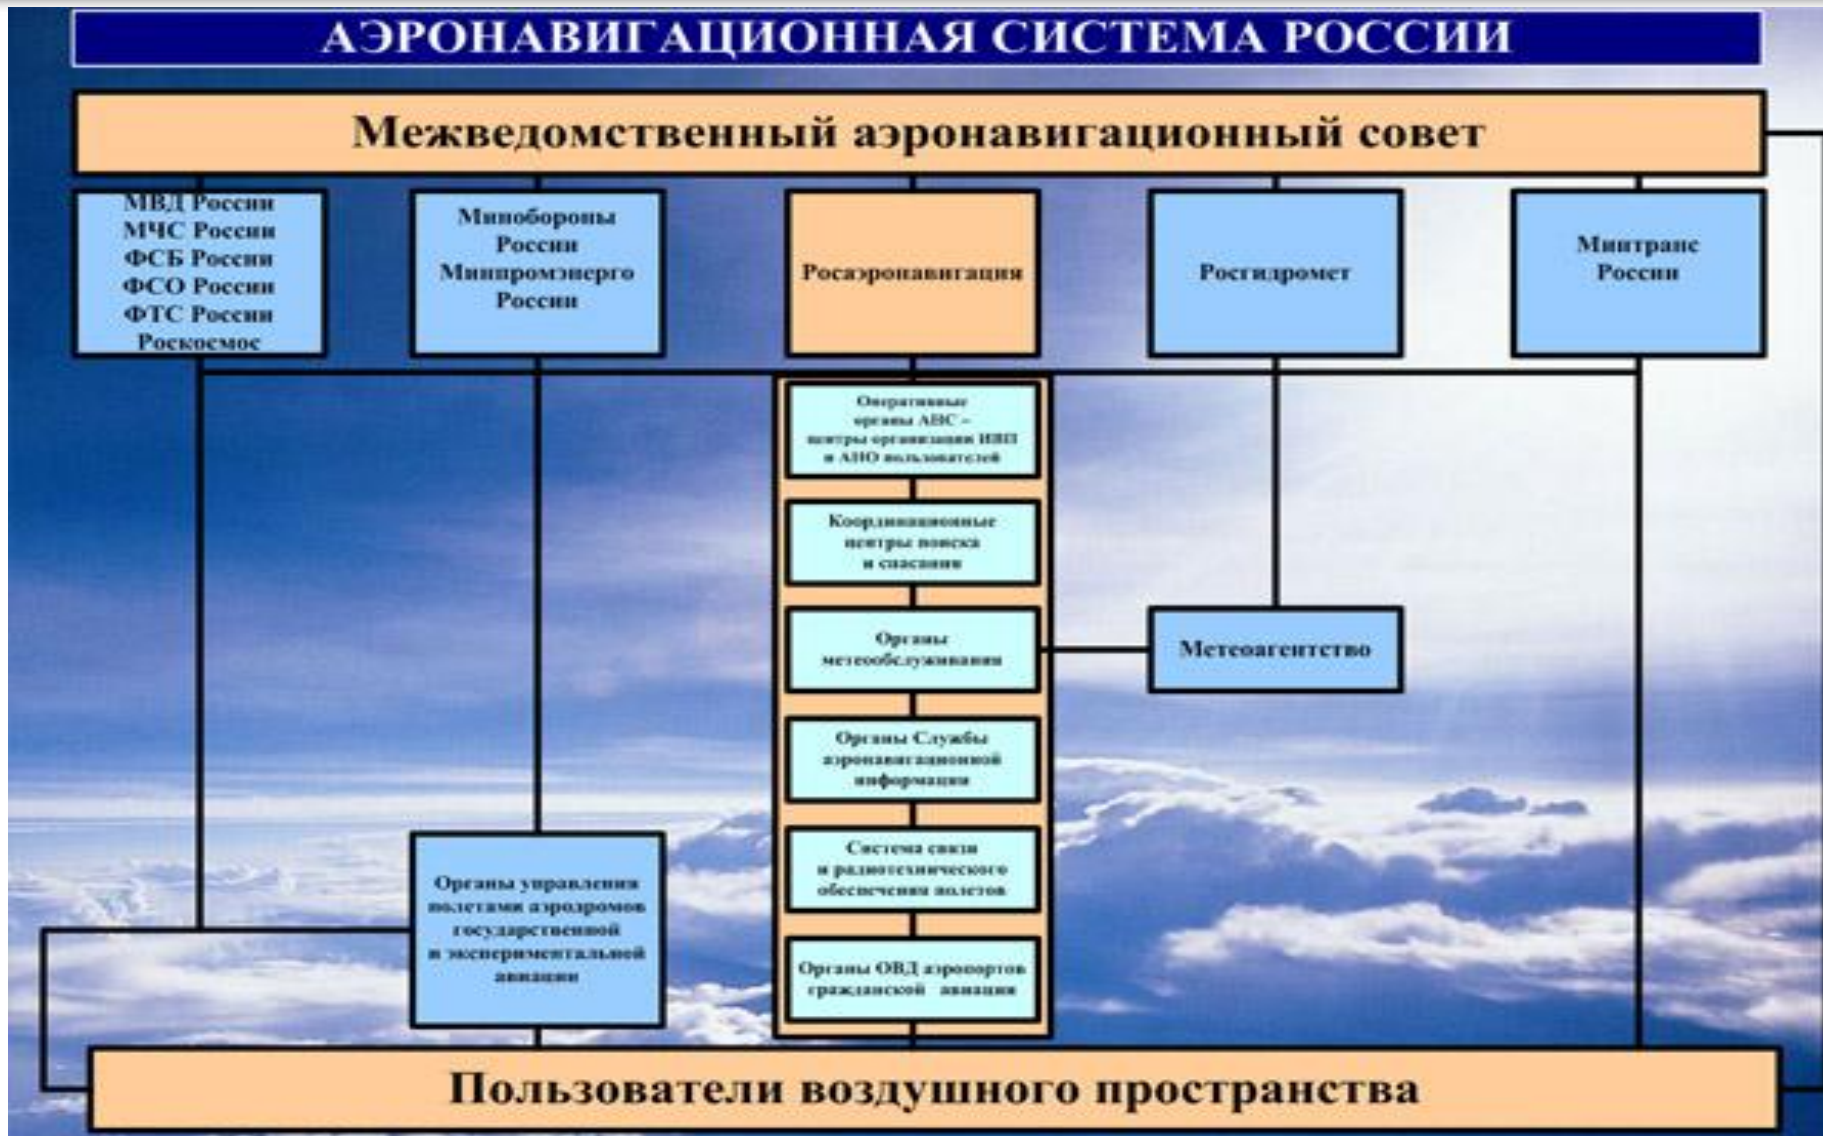 АЭРОНАВИГАЦИОННАЯ СИСТЕМА РОССИИ
Межведомственный аэронавигационный совет
МВД России
МЧС России
ФСБ России
ФСО России
ФТС России
Роскосмос
Минобороны
России
Минпромэнерго
России
Росаэронавигация
Росгидромет
Минтранс
России
Оперативные
органы АНС –
центры организации ИВП
и АНО пользователей
Координационные
центры поиска
и спасания
Органы
метеообслуживания
Метеоагентство
Органы Службы
аэронавигационной
информации
Система связи
и радиотехнического
обеспечения полетов
Органы управления
полетами аэродромов
государственной
и экспериментальной
авиации
Органы ОВД аэропортов
гражданской авиации
Пользователи воздушного пространства